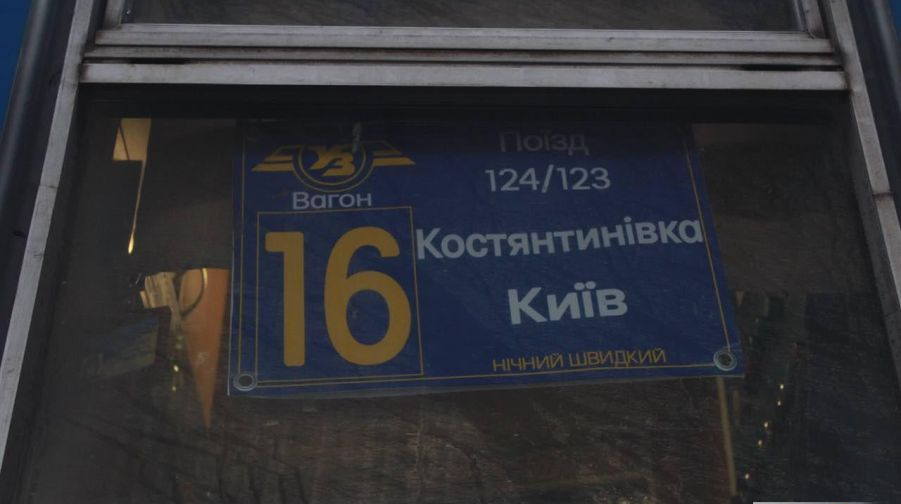 УЗ
Вагон
16
Поїзд
124/123
Костянтинівка
Київ
НІЧНИЙ ШВИДКИЙ